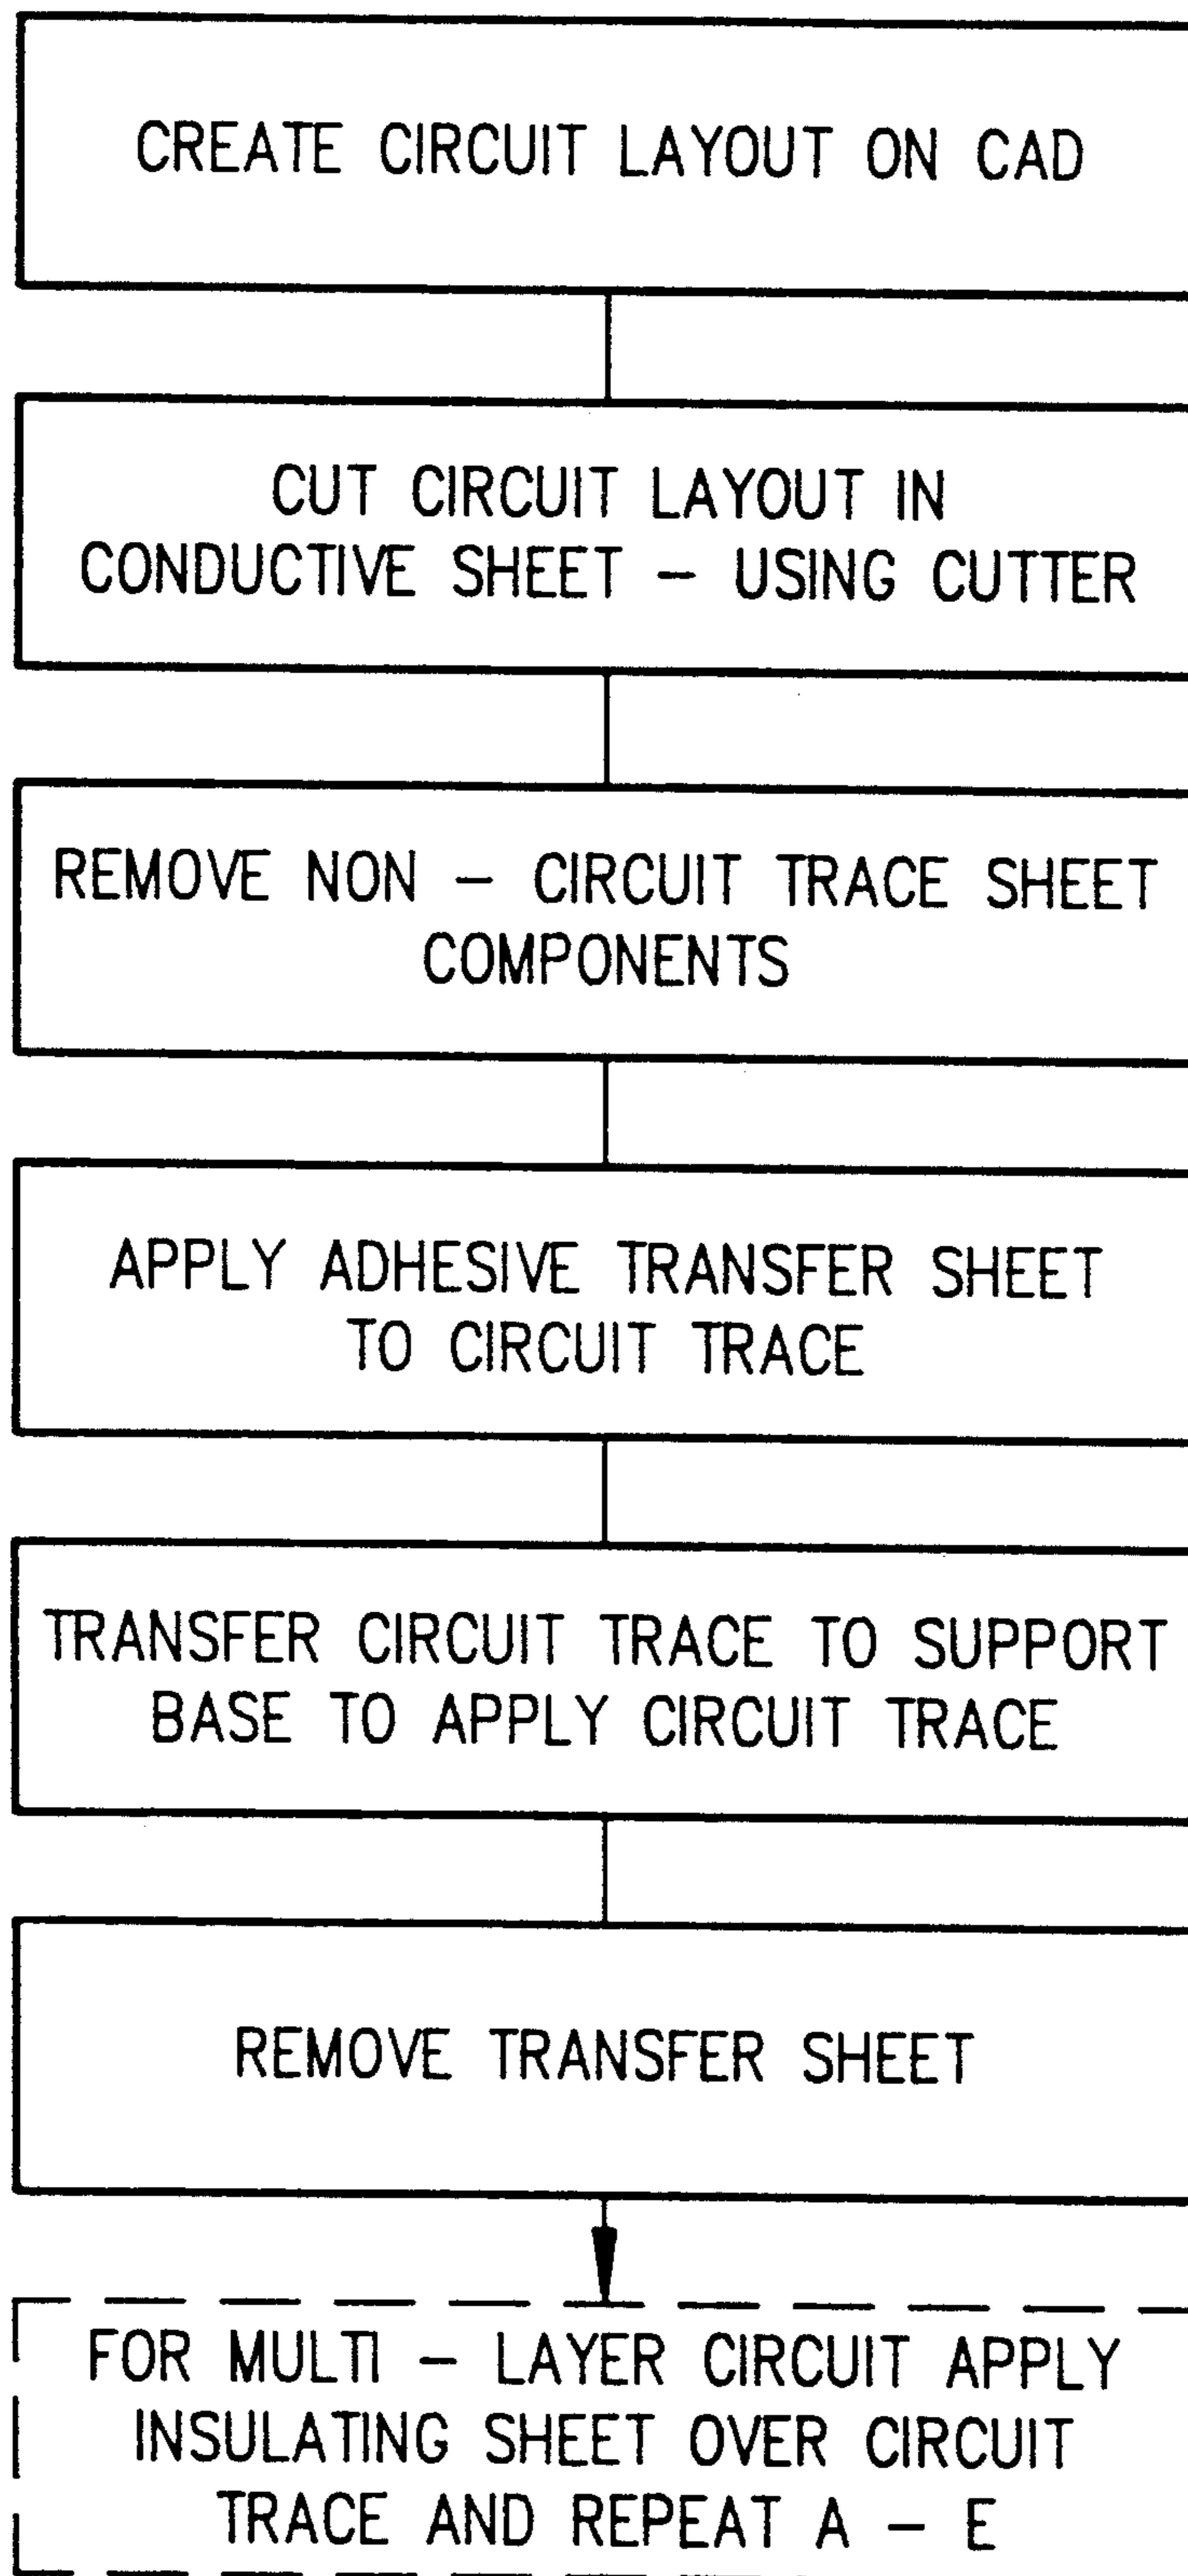 CREATE CIRCUIT LAYOUT ON CAD
CUT CIRCUIT LAYOUT IN
CONDUCTIVE SHEET – USING CUTTER
REMOVE NON – CIRCUIT TRACE SHEET
COMPONENTS
APPLY ADHESIVE TRANSFER SHEET
TO CIRCUIT TRACE
TRANSFER CIRCUIT TRACE TO SUPPORT
BASE TO APPLY CIRCUIT TRACE
REMOVE TRANSFER SHEET
FOR MULTI – LAYER CIRCUIT APPLY
INSULATING SHEET OVER CIRCUIT
TRACE AND REPEAT A – E